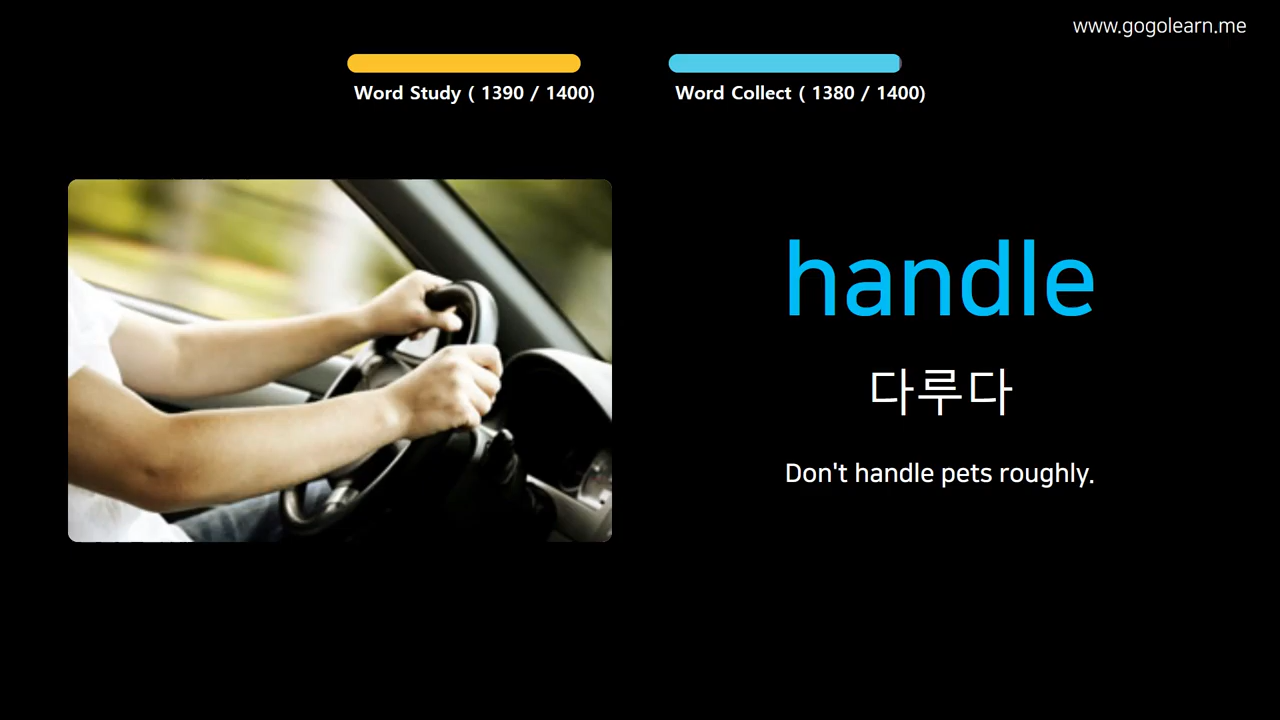 www.gogolearn.me
Word Study ( 1390 / 1400)
Word Collect ( 1380 / 1400)
handle
다루다
Don't handle pets roughly.